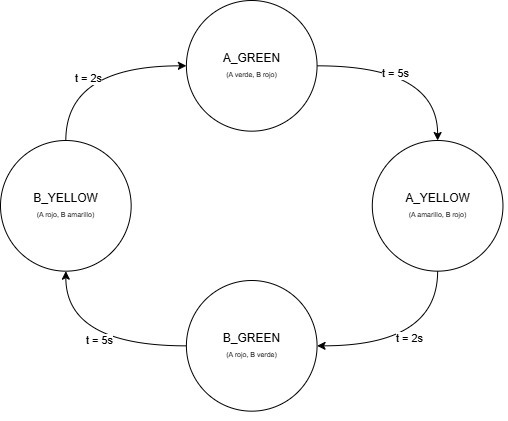 A_GREEN
(A verde, B rojo)
t = 2s
t = 5s
B_YELLOW
(A rojo, B amarillo)
A_YELLOW
(A amarillo, B rojo)
B_GREEN
(A rojo, B verde)
t = 5s
t = 2s